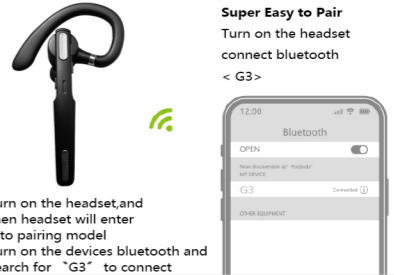 Super Easy to Pair
Turn on the headset
connect bluetooth
< G3>
12:00
Bluetooth
OPEN
MY DEVICE
G3 Connected
OTHER EQUIPMENT
urn on the headset,and
en headset will enter
to pairing model
urn on the devices bluetooth and
earch for "G3" to connect